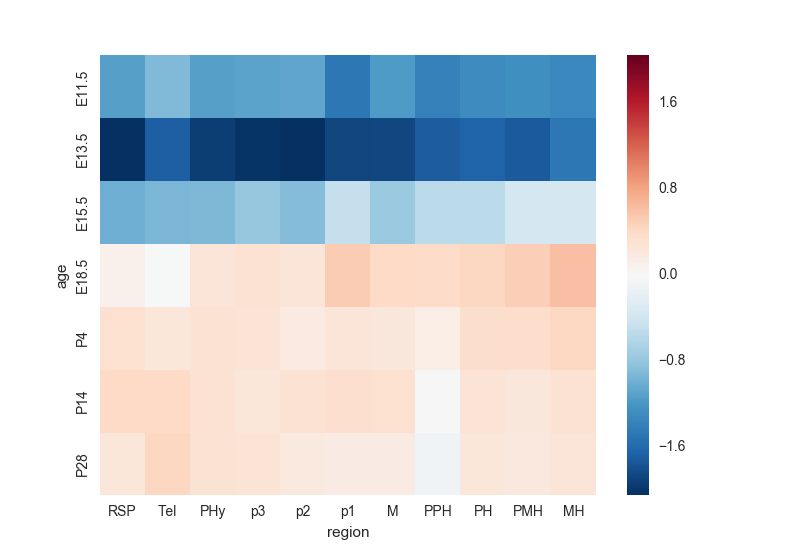 age
E11.5
E13.5
E15.5
E18.5
P4
P14
P28
RSP Tel PHy p3 p2 p1 M PPH PH PMH MH
region
1.6
0.8
0.0
−0.8
−1.6